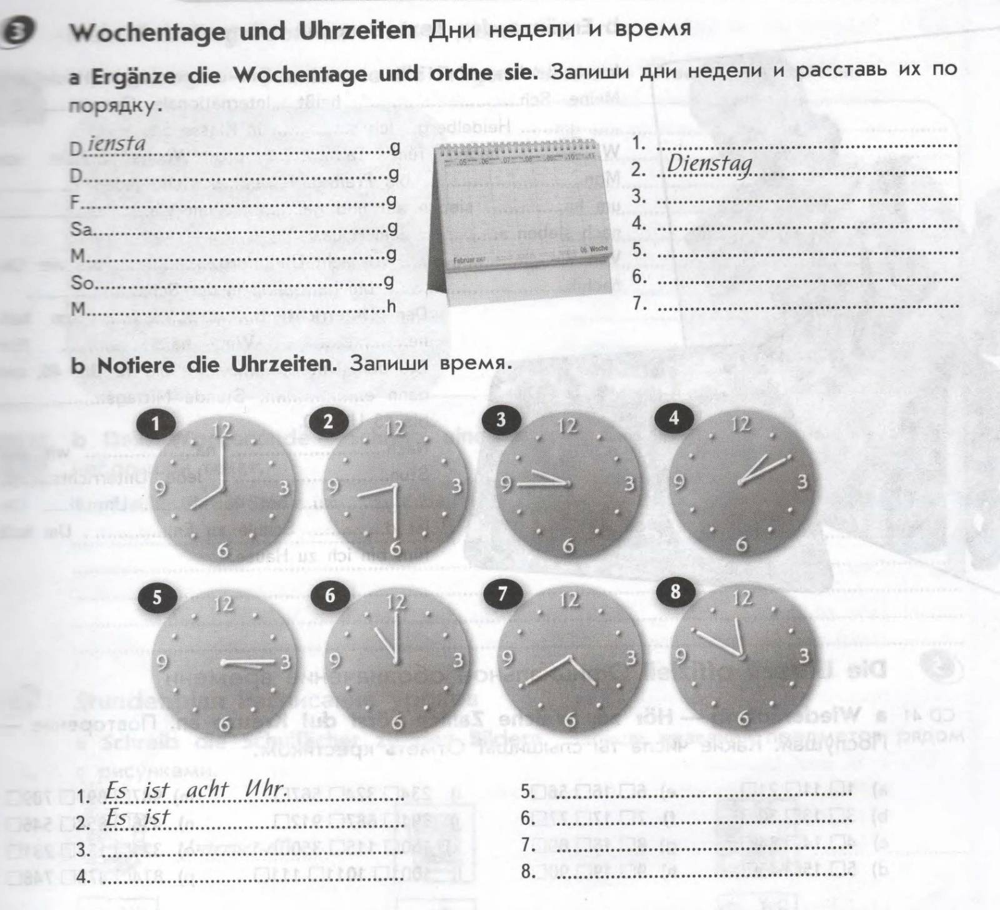 3 Wochentage und Uhrzeiten Дни недели и время
a Ergänze die Wochentage und ordne sie. Запиши дни недели и расставь их по
порядку.
D iensta g
D.....g
F.....g
Sa.....g
M.....g
So.....g
M.....h
Februar 2007
06. Woche
1.
2. Dienstag
3.
4.
5.
6.
7.
b Notiere die Uhrzeiten. Запиши время.
1 2 3 4
12 12 12 12
9 3 9 3 9 3 9 3
6 6 6 6
5 6 7 8
12 12 12 12
9 3 9 3 9 3 9 3
6 6 6 6
1. Es ist acht Uhr.
2. Es ist
3.
4.
5.
6.
7.
8.